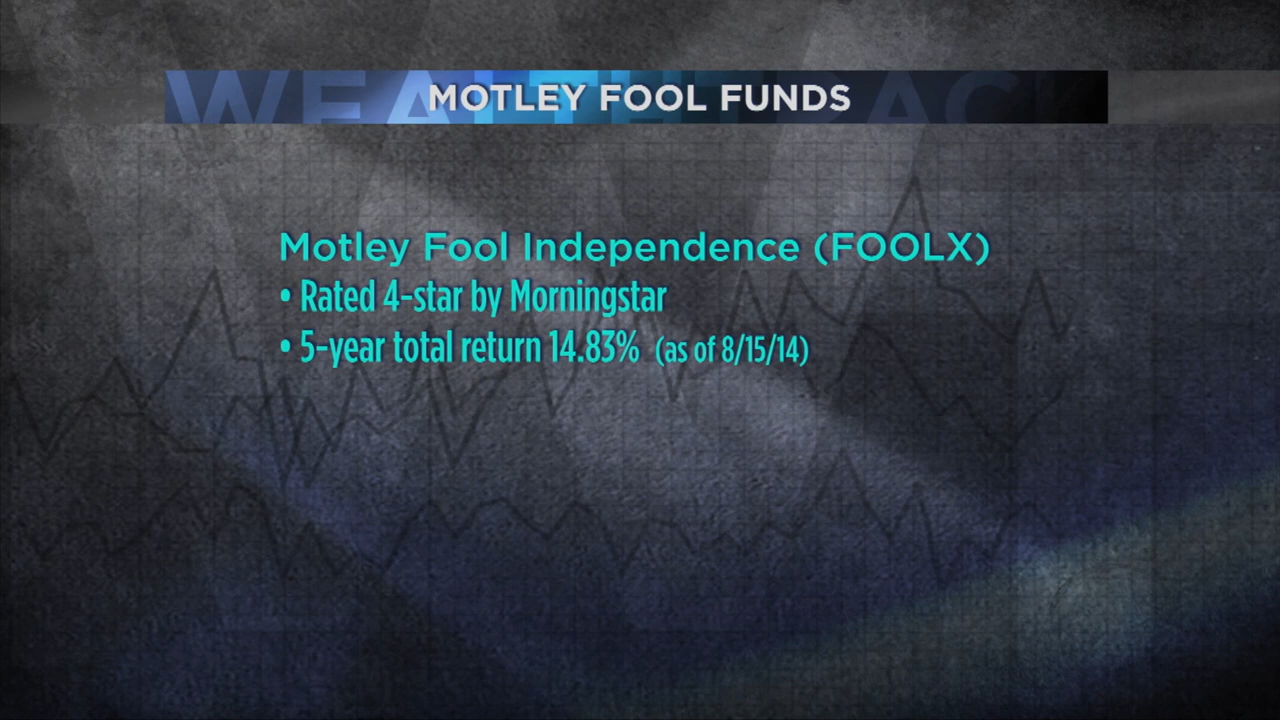 WEALTHTRACK
MOTLEY FOOL FUNDS
Motley Fool Independence (FOOLX)
• Rated 4-star by Morningstar
• 5-year total return 14.83% (as of 8/15/14)